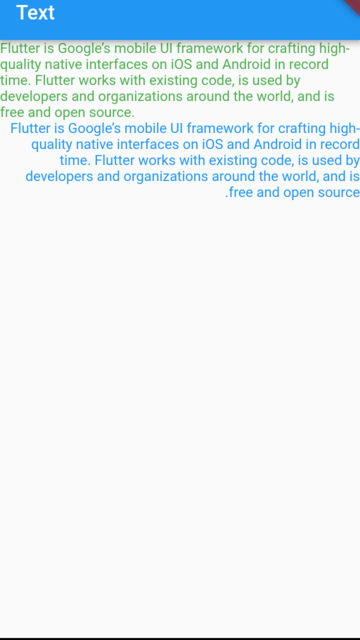 Text
Flutter is Google’s mobile UI framework for crafting high-
quality native interfaces on iOS and Android in record
time. Flutter works with existing code, is used by
developers and organizations around the world, and is
free and open source.
Flutter is Google’s mobile UI framework for crafting high-
quality native interfaces on iOS and Android in record
time. Flutter works with existing code, is used by
developers and organizations around the world, and is
.free and open source